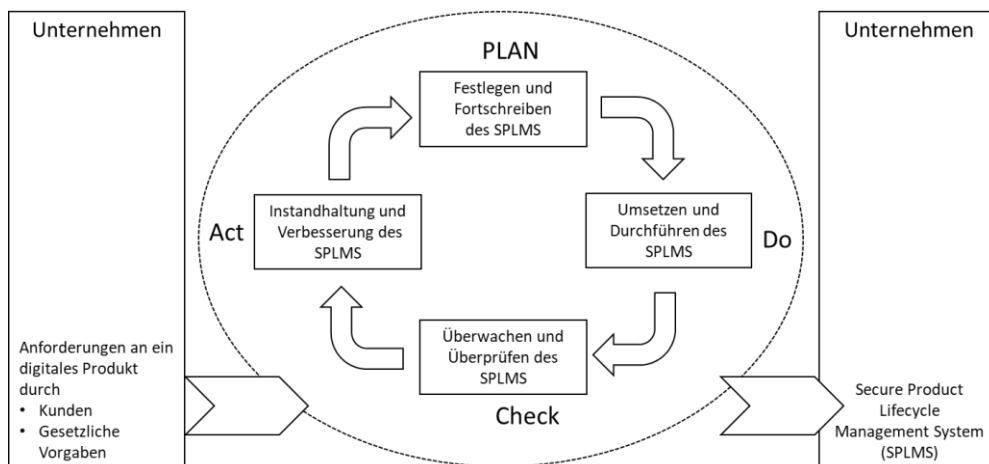 Unternehmen
Anforderungen an ein
digitales Produkt
durch
• Kunden
• Gesetzliche
Vorgaben
PLAN
Festlegen und
Fortschreiben
des SPLMS
Act
Instandhaltung und
Verbesserung des
SPLMS
Umsetzen und
Durchführen des
SPLMS
Do
Überwachen und
Überprüfen des
SPLMS
Check
Unternehmen
Secure Product
Lifecycle
Management System
(SPLMS)